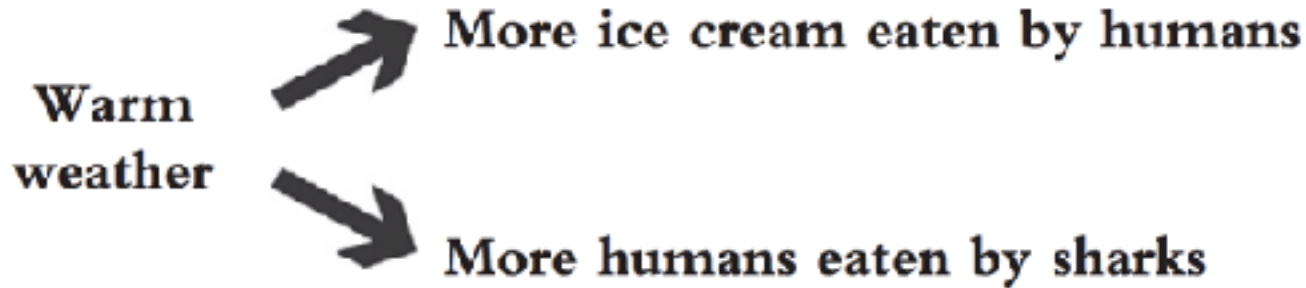 More ice cream eaten by humans
Warm
weather
More humans eaten by sharks